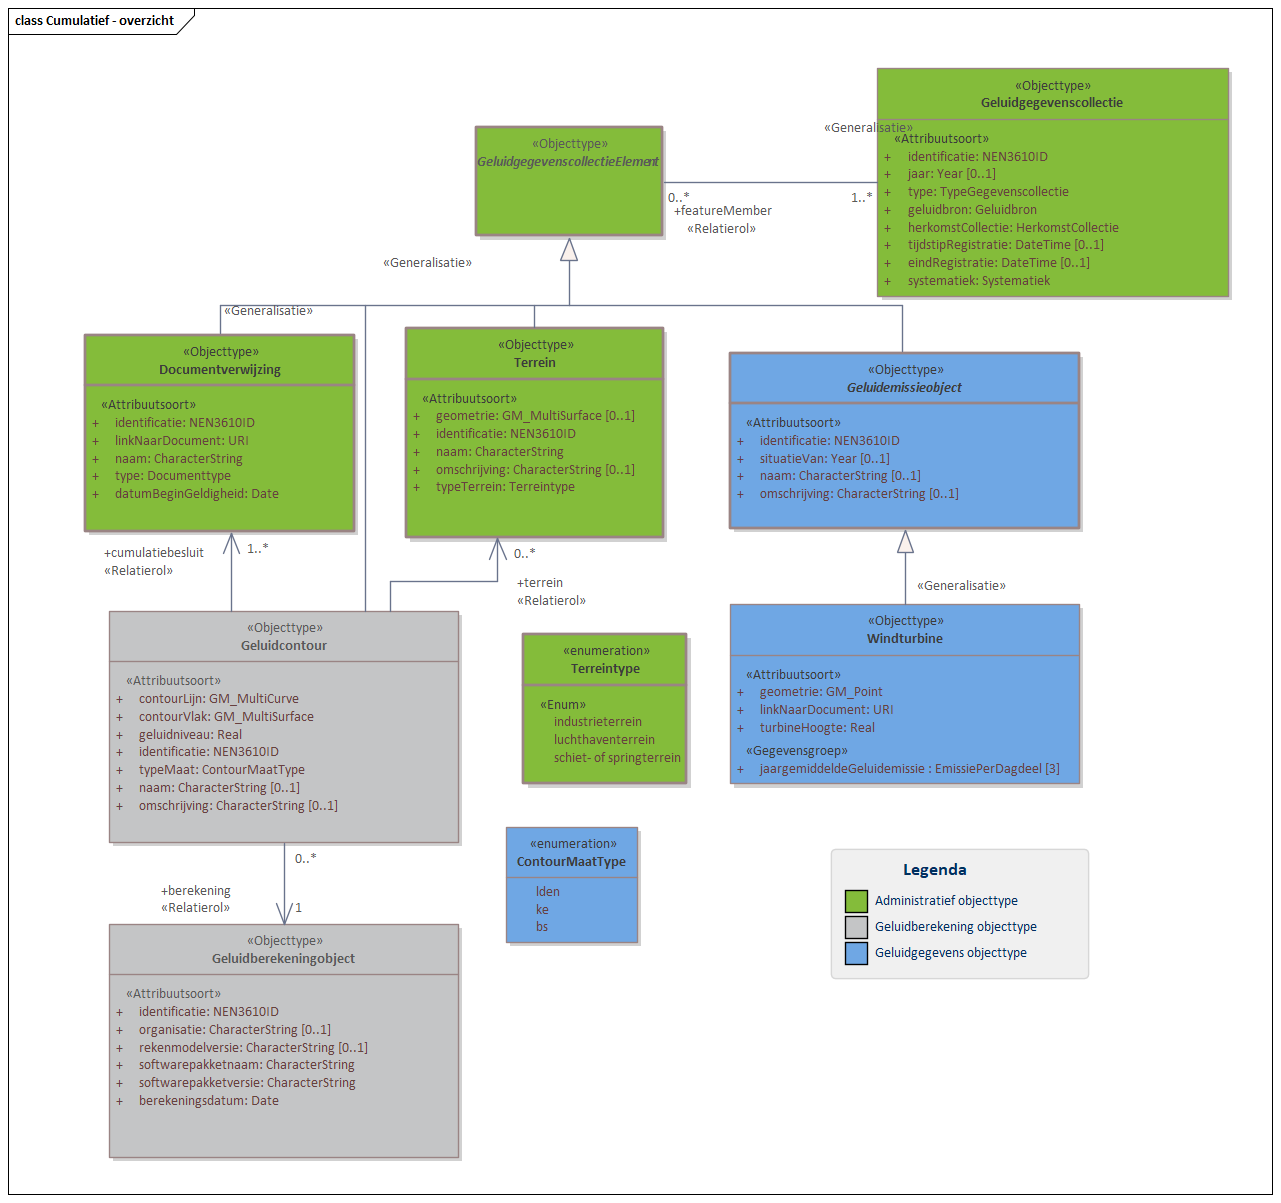 class Cumulatief - overzicht
«Objecttype»
Geluidgegevenscollectie
«Attribuutsoort»
+ identificatie: NEN3610ID
+ jaar: Year [0..1]
+ type: TypeGegevenscollectie
+ geluidbron: Geluidbron
+ herkomstCollectie: HerkomstCollectie
+ tijdstipRegistratie: DateTime [0..1]
+ eindRegistratie: DateTime [0..1]
+ systematiek: Systematiek
«Generalisatie»
«Objecttype»
GeluidgegevenscollectieElement
0..*
+featureMember
«Relatierol»
1..*
«Generalisatie»
«Generalisatie»
«Objecttype»
Documentverwijzing
«Attribuutsoort»
+ identificatie: NEN3610ID
+ linkNaarDocument: URI
+ naam: CharacterString
+ type: Documenttype
+ datumBeginGeldigheid: Date
«Objecttype»
Terrein
«Attribuutsoort»
+ geometrie: GM_MultiSurface [0..1]
+ identificatie: NEN3610ID
+ naam: CharacterString
+ omschrijving: CharacterString [0..1]
+ typeTerrein: Terreintype
«Objecttype»
Geluidemissieobject
«Attribuutsoort»
+ identificatie: NEN3610ID
+ situatieVan: Year [0..1]
+ naam: CharacterString [0..1]
+ omschrijving: CharacterString [0..1]
+cumulatiebesluit
«Relatierol»
1..*
0..*
+terrein
«Relatierol»
«Generalisatie»
«Objecttype»
Geluidcontour
«Attribuutsoort»
+ contourLijn: GM_MultiCurve
+ contourVlak: GM_MultiSurface
+ geluidniveau: Real
+ identificatie: NEN3610ID
+ typeMaat: ContourMaatType
+ naam: CharacterString [0..1]
+ omschrijving: CharacterString [0..1]
«enumeration»
Terreintype
«Enum»
industrieterrein
luchthaventerrein
schiet- of springterrein
«Objecttype»
Windturbine
«Attribuutsoort»
+ geometrie: GM_Point
+ linkNaarDocument: URI
+ turbineHoogte: Real
«Gegevensgroep»
+ jaargemiddeldeGeluidemissie : EmissiePerDagdeel [3]
«enumeration»
ContourMaatType
lden
ke
bs
0..*
+berekening
«Relatierol»
1
«Objecttype»
Geluidberekeningobject
«Attribuutsoort»
+ identificatie: NEN3610ID
+ organisatie: CharacterString [0..1]
+ rekenmodelversie: CharacterString [0..1]
+ softwarepakketnaam: CharacterString
+ softwarepakketversie: CharacterString
+ berekeningsdatum: Date
Legenda
Administratief objecttype
Geluidberekening objecttype
Geluidgegevens objecttype